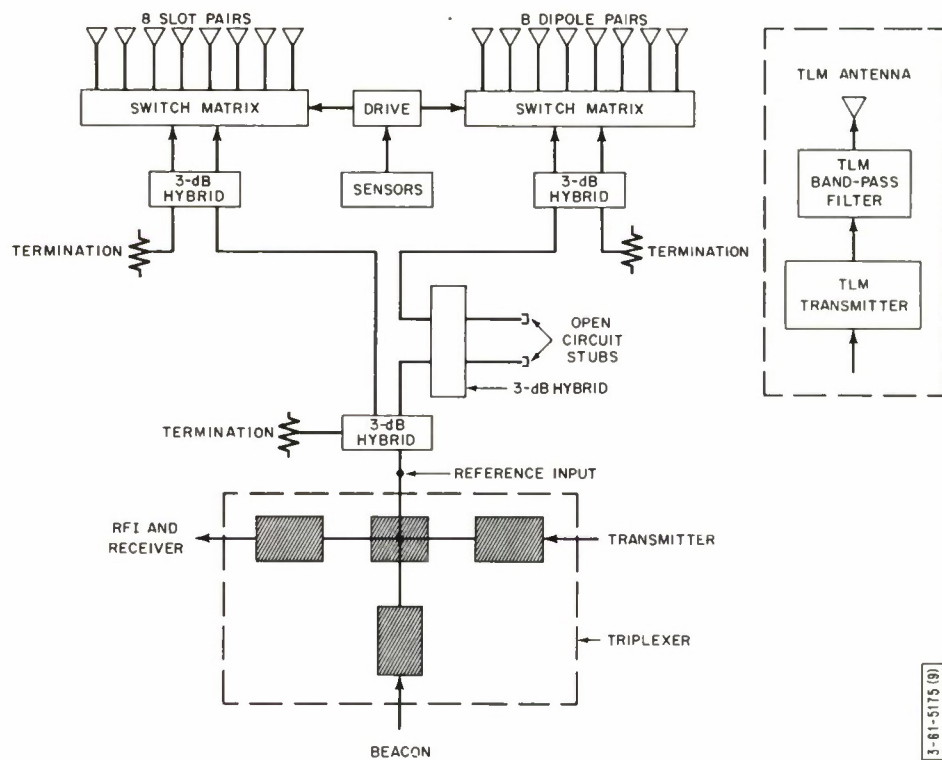 8 SLOT PAIRS
8 DIPOLE PAIRS
SWITCH MATRIX
DRIVE
SWITCH MATRIX
3-dB
HYBRID
SENSORS
3-dB
HYBRID
TERMINATION
TERMINATION
OPEN
CIRCUIT
STUBS
3-dB HYBRID
TERMINATION
3-dB
HYBRID
REFERENCE INPUT
RFI AND
RECEIVER
TRANSMITTER
TRIPLEXER
BEACON
TLM ANTENNA
TLM
BAND-PASS
FILTER
TLM
TRANSMITTER
3-61-5175 (9)